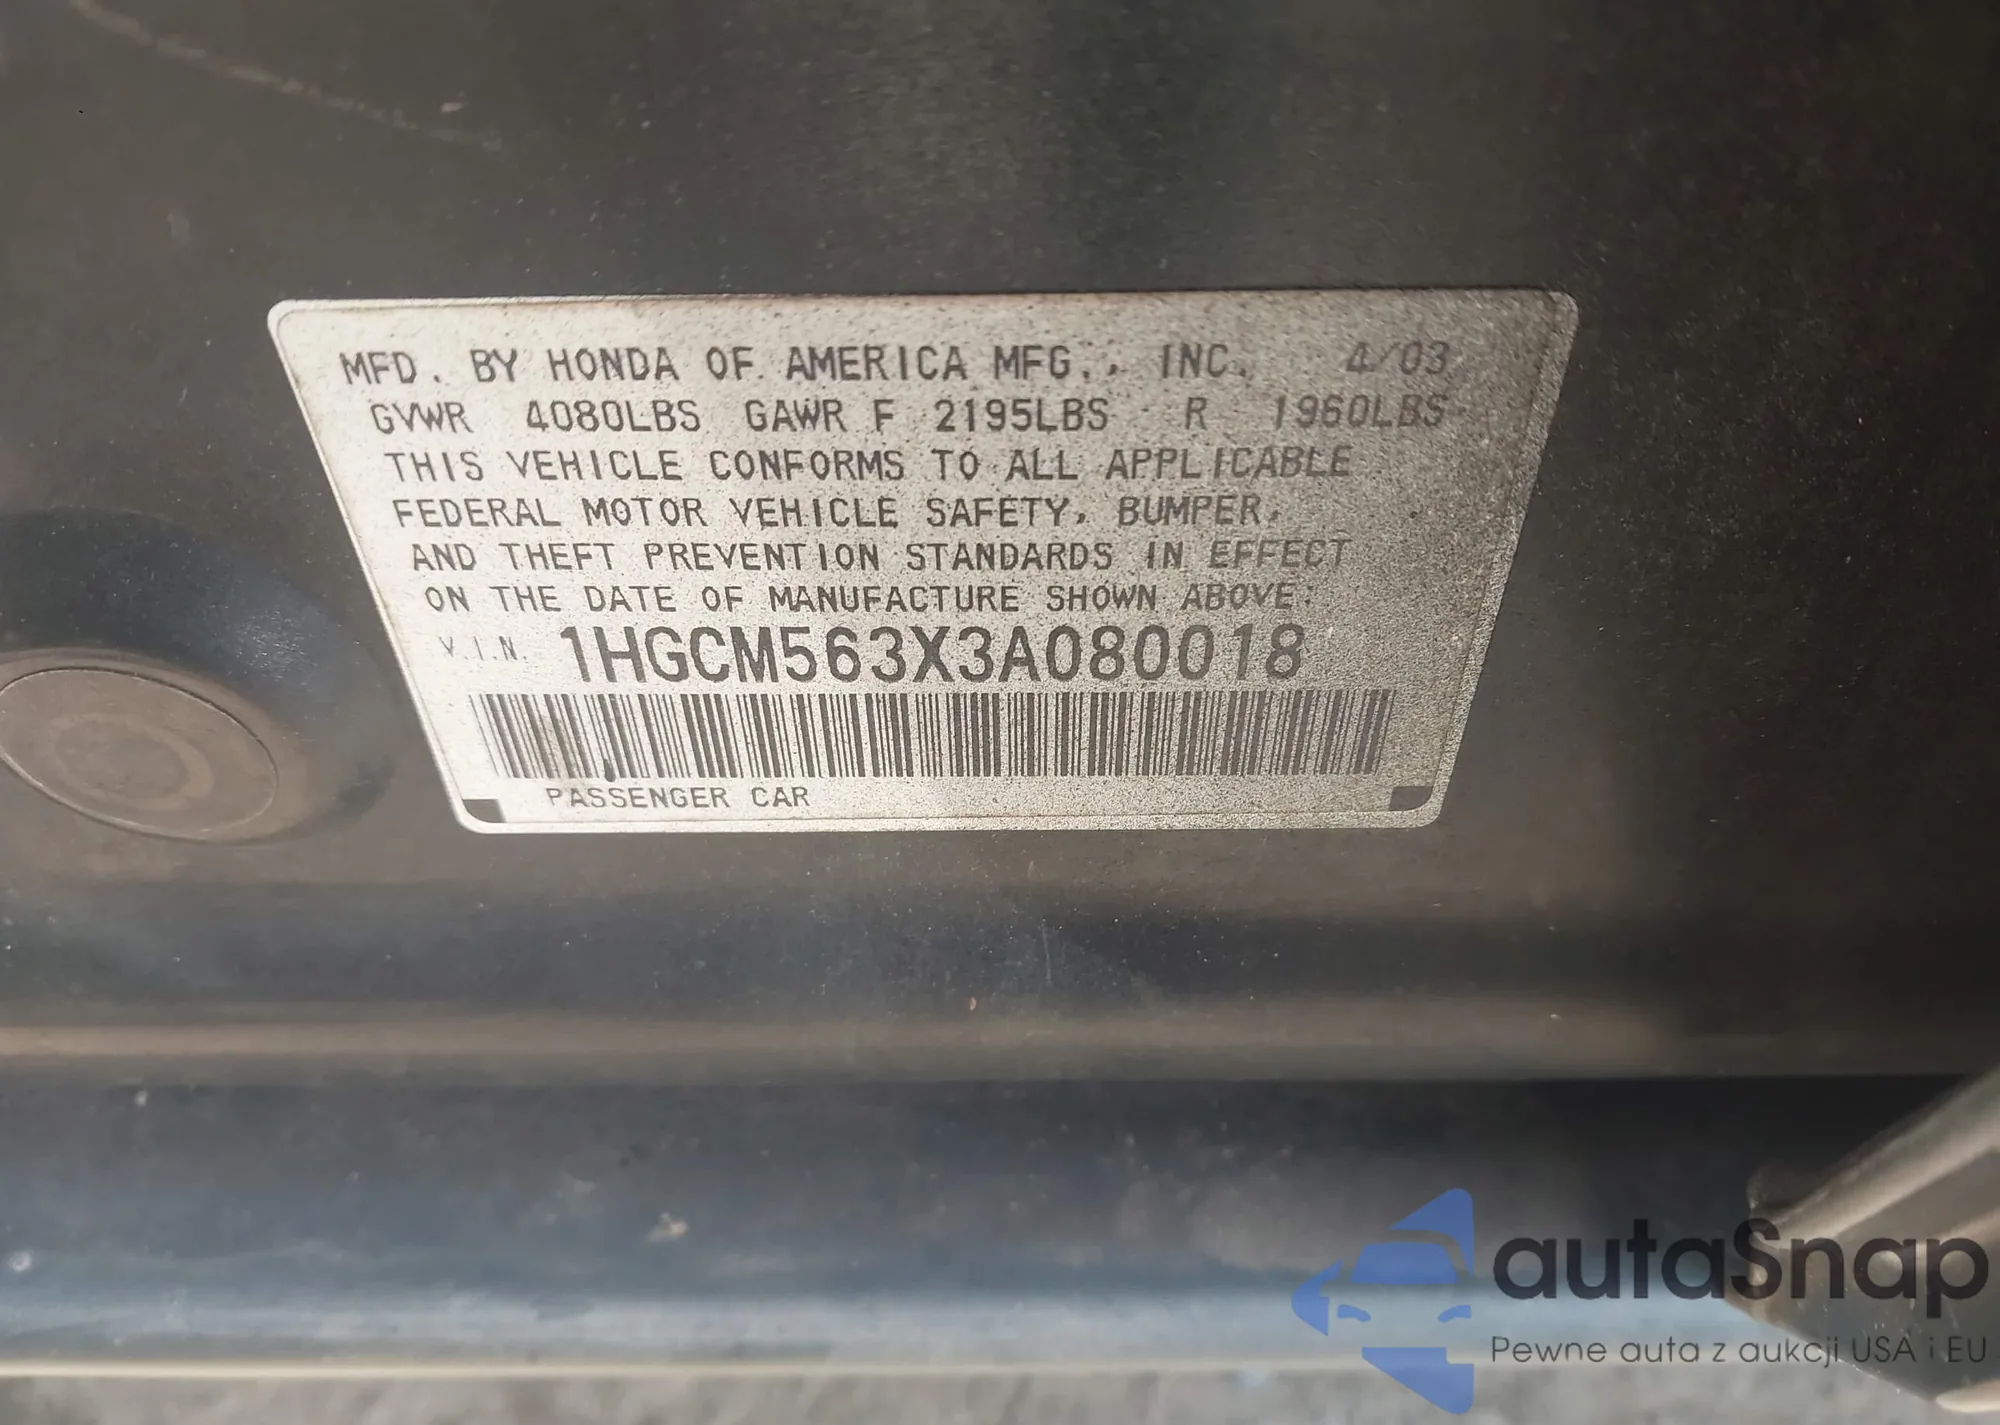 MFD. BY HONDA OF AMERICA MFG., INC. 4/03
GVWR 4080LBS GAWR F 2195LBS R 1960LBS
THIS VEHICLE CONFORMS TO ALL APPLICABLE
FEDERAL MOTOR VEHICLE SAFETY, BUMPER,
AND THEFT PREVENTION STANDARDS IN EFFECT
ON THE DATE OF MANUFACTURE SHOWN ABOVE:
V.I.N. 1HGCM563X3A080018
PASSENGER CAR
autaSnap
Pewne auta z aukcji USA i EU